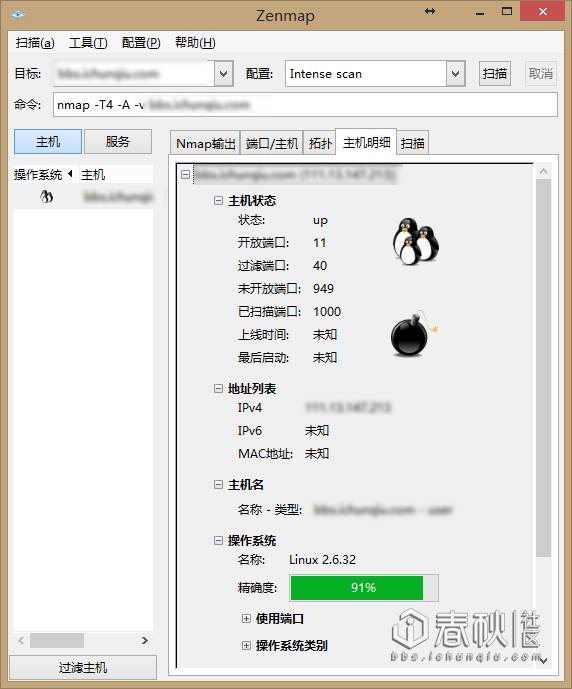 Zenmap
扫描(a) 工具(T) 配置(P) 帮助(H)
目标: 配置: Intense scan 扫描 取消
命令: nmap -T4 -A -v
主机 服务
Nmap输出 端口/主机 拓扑 主机明细 扫描
操作系统 主机
主机状态
状态: up
开放端口: 11
过滤端口: 40
未开放端口: 949
已扫描端口: 1000
上线时间: 未知
最后启动: 未知
地址列表
IPv4
IPv6 未知
MAC地址: 未知
主机名
名称 - 类型:
操作系统
名称: Linux 2.6.32
精确度: 91%
使用端口
操作系统类别
过滤主机
春秋 社区
bbs.ichunqiu.com